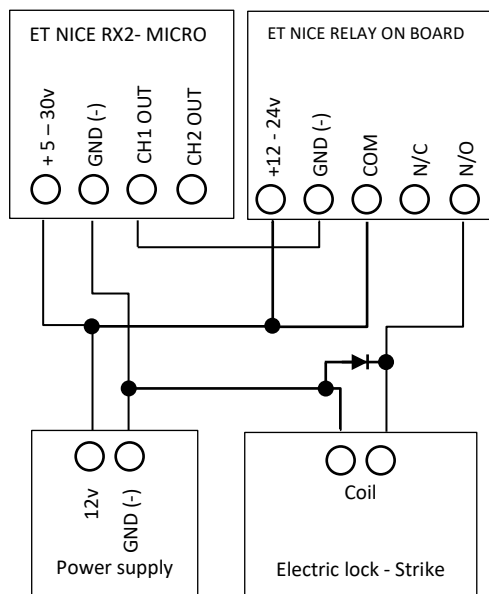 ET NICE RX2- MICRO
+ 5 – 30v
GND (-)
CH1 OUT
CH2 OUT
ET NICE RELAY ON BOARD
+12 - 24v
GND (-)
COM
N/C
N/O
12v
GND (-)
Power supply
Coil
Electric lock - Strike